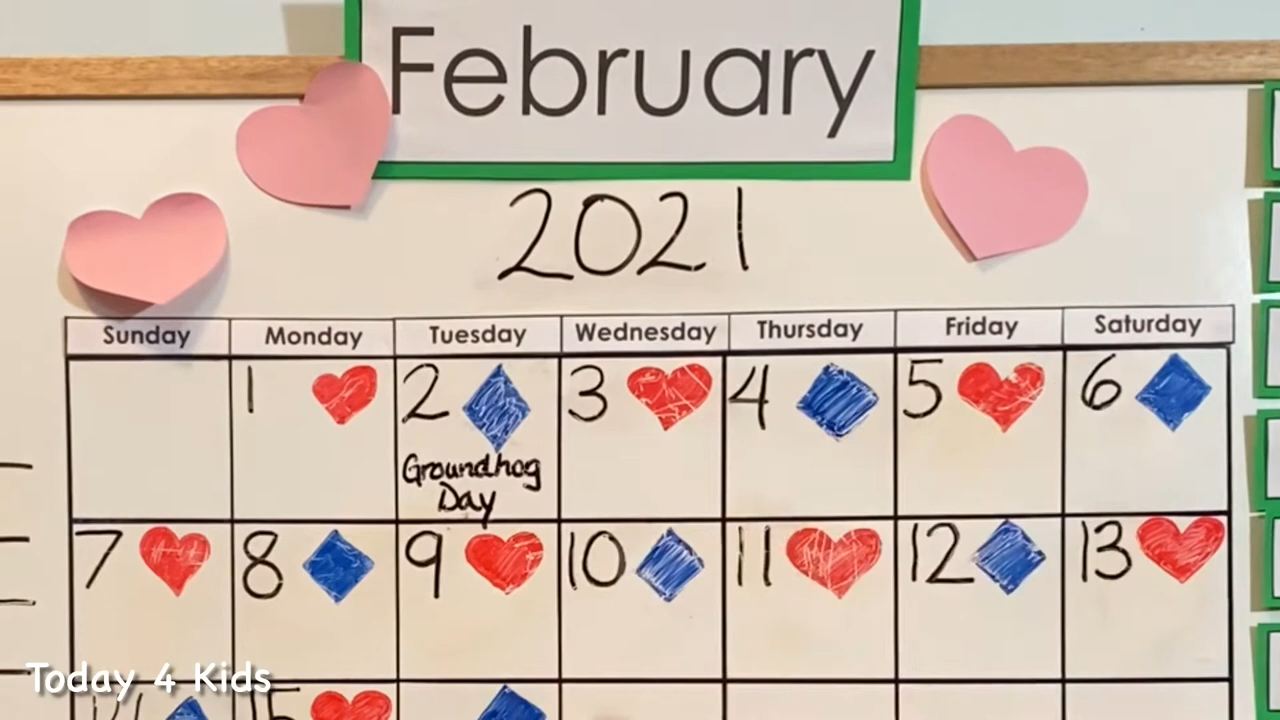 February
2021
Sunday Monday Tuesday Wednesday Thursday Friday Saturday
1 2 3 4 5 6
Groundhog
Day
7 8 9 10 11 12 13
Today 4 Kids